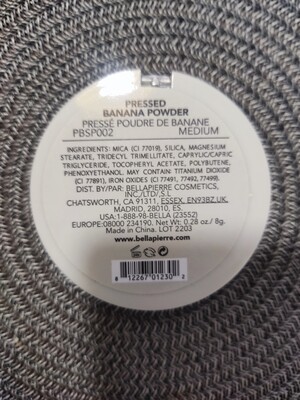 PRESSED
BANANA POWDER
PRESSÉ POUDRE DE BANANE
PBSP002 MEDIUM
INGREDIENTS: MICA (CI 77019), SILICA, MAGNESIUM
STEARATE, TRIDECYL TRIMELLITATE, CAPRYLIC/CAPRIC
TRIGLYCERIDE, TOCOPHERYL ACETATE, POLYBUTENE,
PHENOXYETHANOL. MAY CONTAIN: TITANIUM DIOXIDE
(CI 77891), IRON OXIDES (CI 77491, 77492, 77499).
DIST. BY/PAR: BELLAPIERRE COSMETICS,
INC./LTD/,S.L
CHATSWORTH, CA 91311, ESSEX, EN93BZ,UK,
MADRID, 28010, ES.
USA:1-888-98-BELLA (23552)
EUROPE:08000 234190. Net Wt. 0.28 oz./ 8g.
Made in China. LOT 2203
www.bellapierre.com
8 12267 01230 2